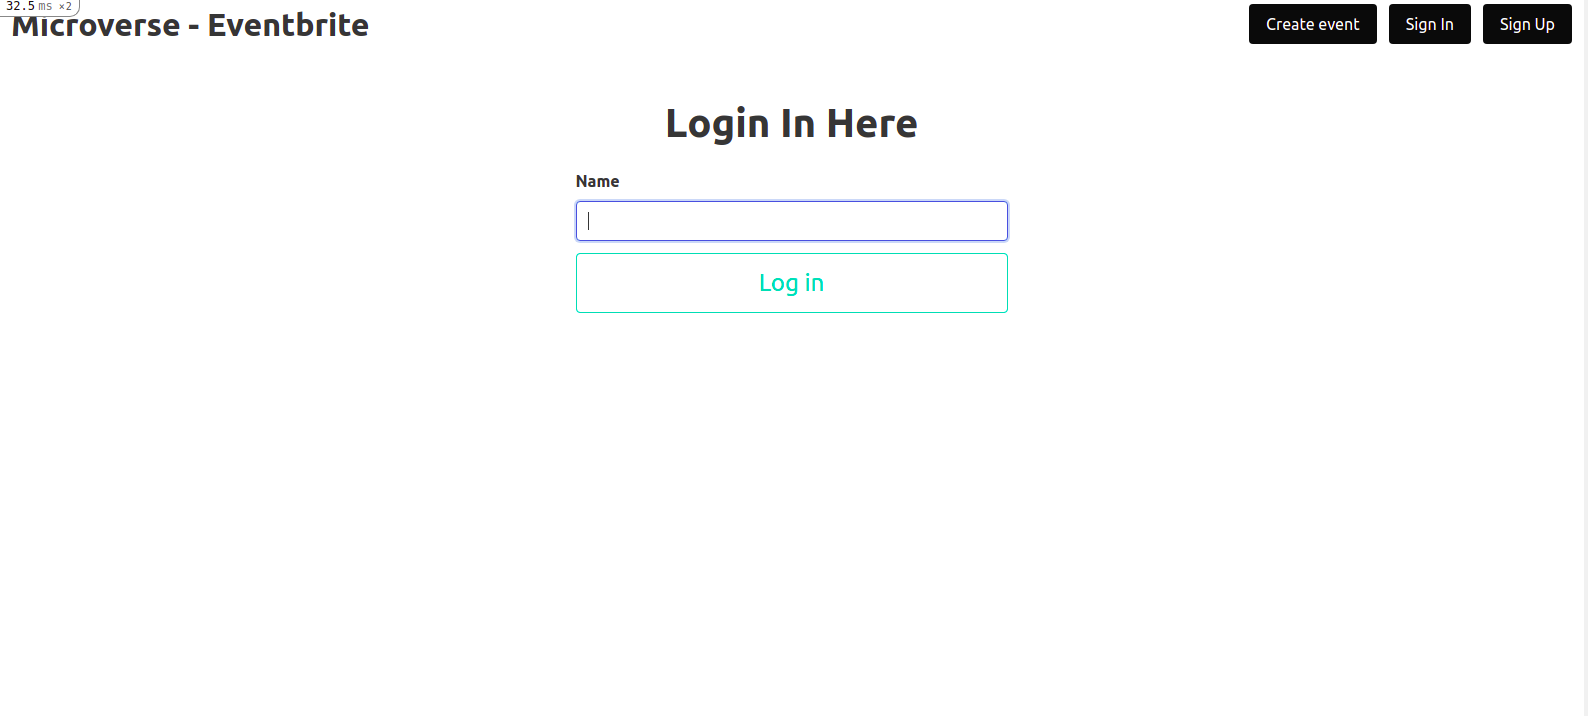 32.5 ms ×2
Microverse - Eventbrite
Create event
Sign In
Sign Up
Login In Here
Name
Log in